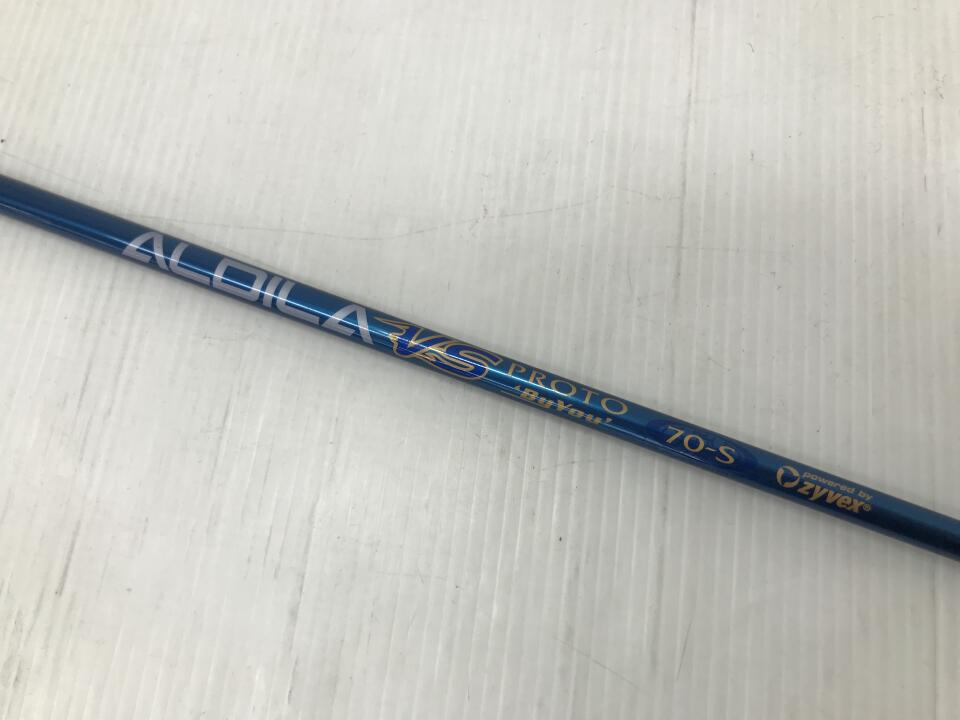 ALDILA
VS PROTO
'ByYou'
70-S
powered by
zyvex®